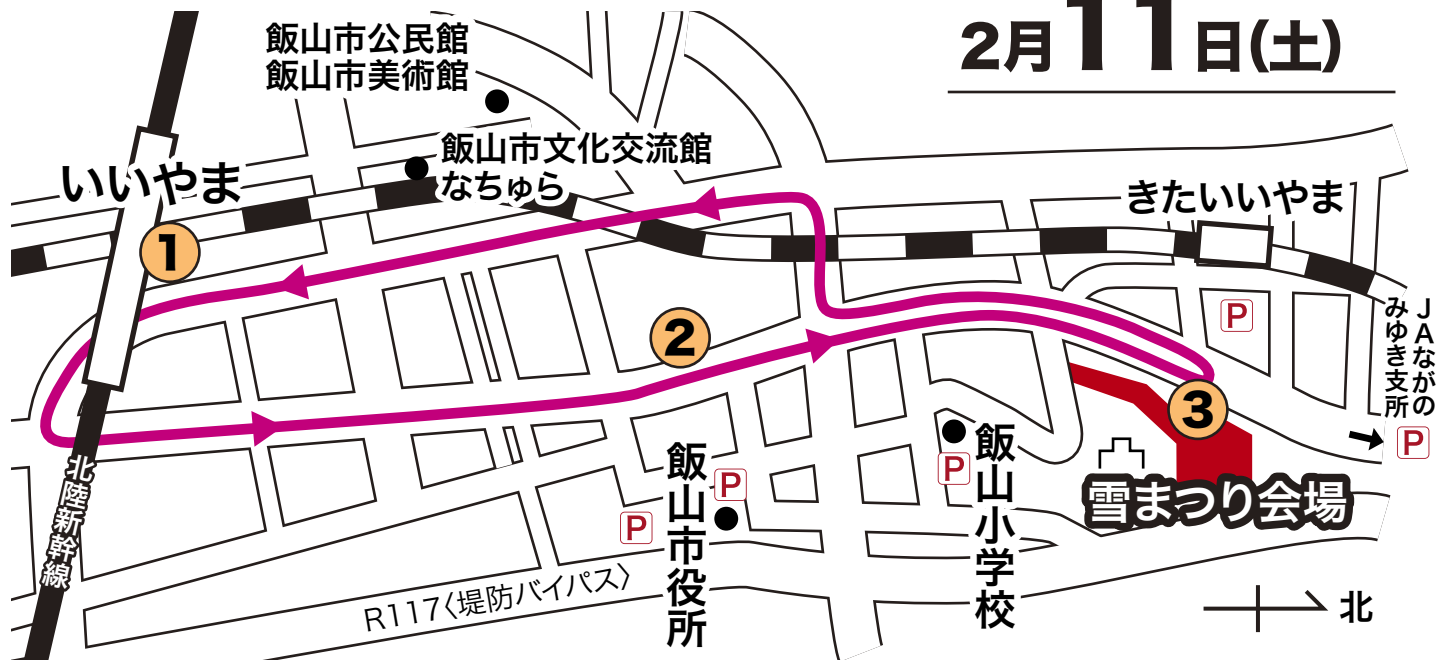 2月11日(土)
飯山市公民館
飯山市美術館
飯山市文化交流館
なちゅら
いいやま
きたいいやま
1
2
3
P
JAながの
みゆき支所
P
飯山小学校
P
飯山市役所
P
P
雪まつり会場
北陸新幹線
R117〈堤防バイパス〉
北